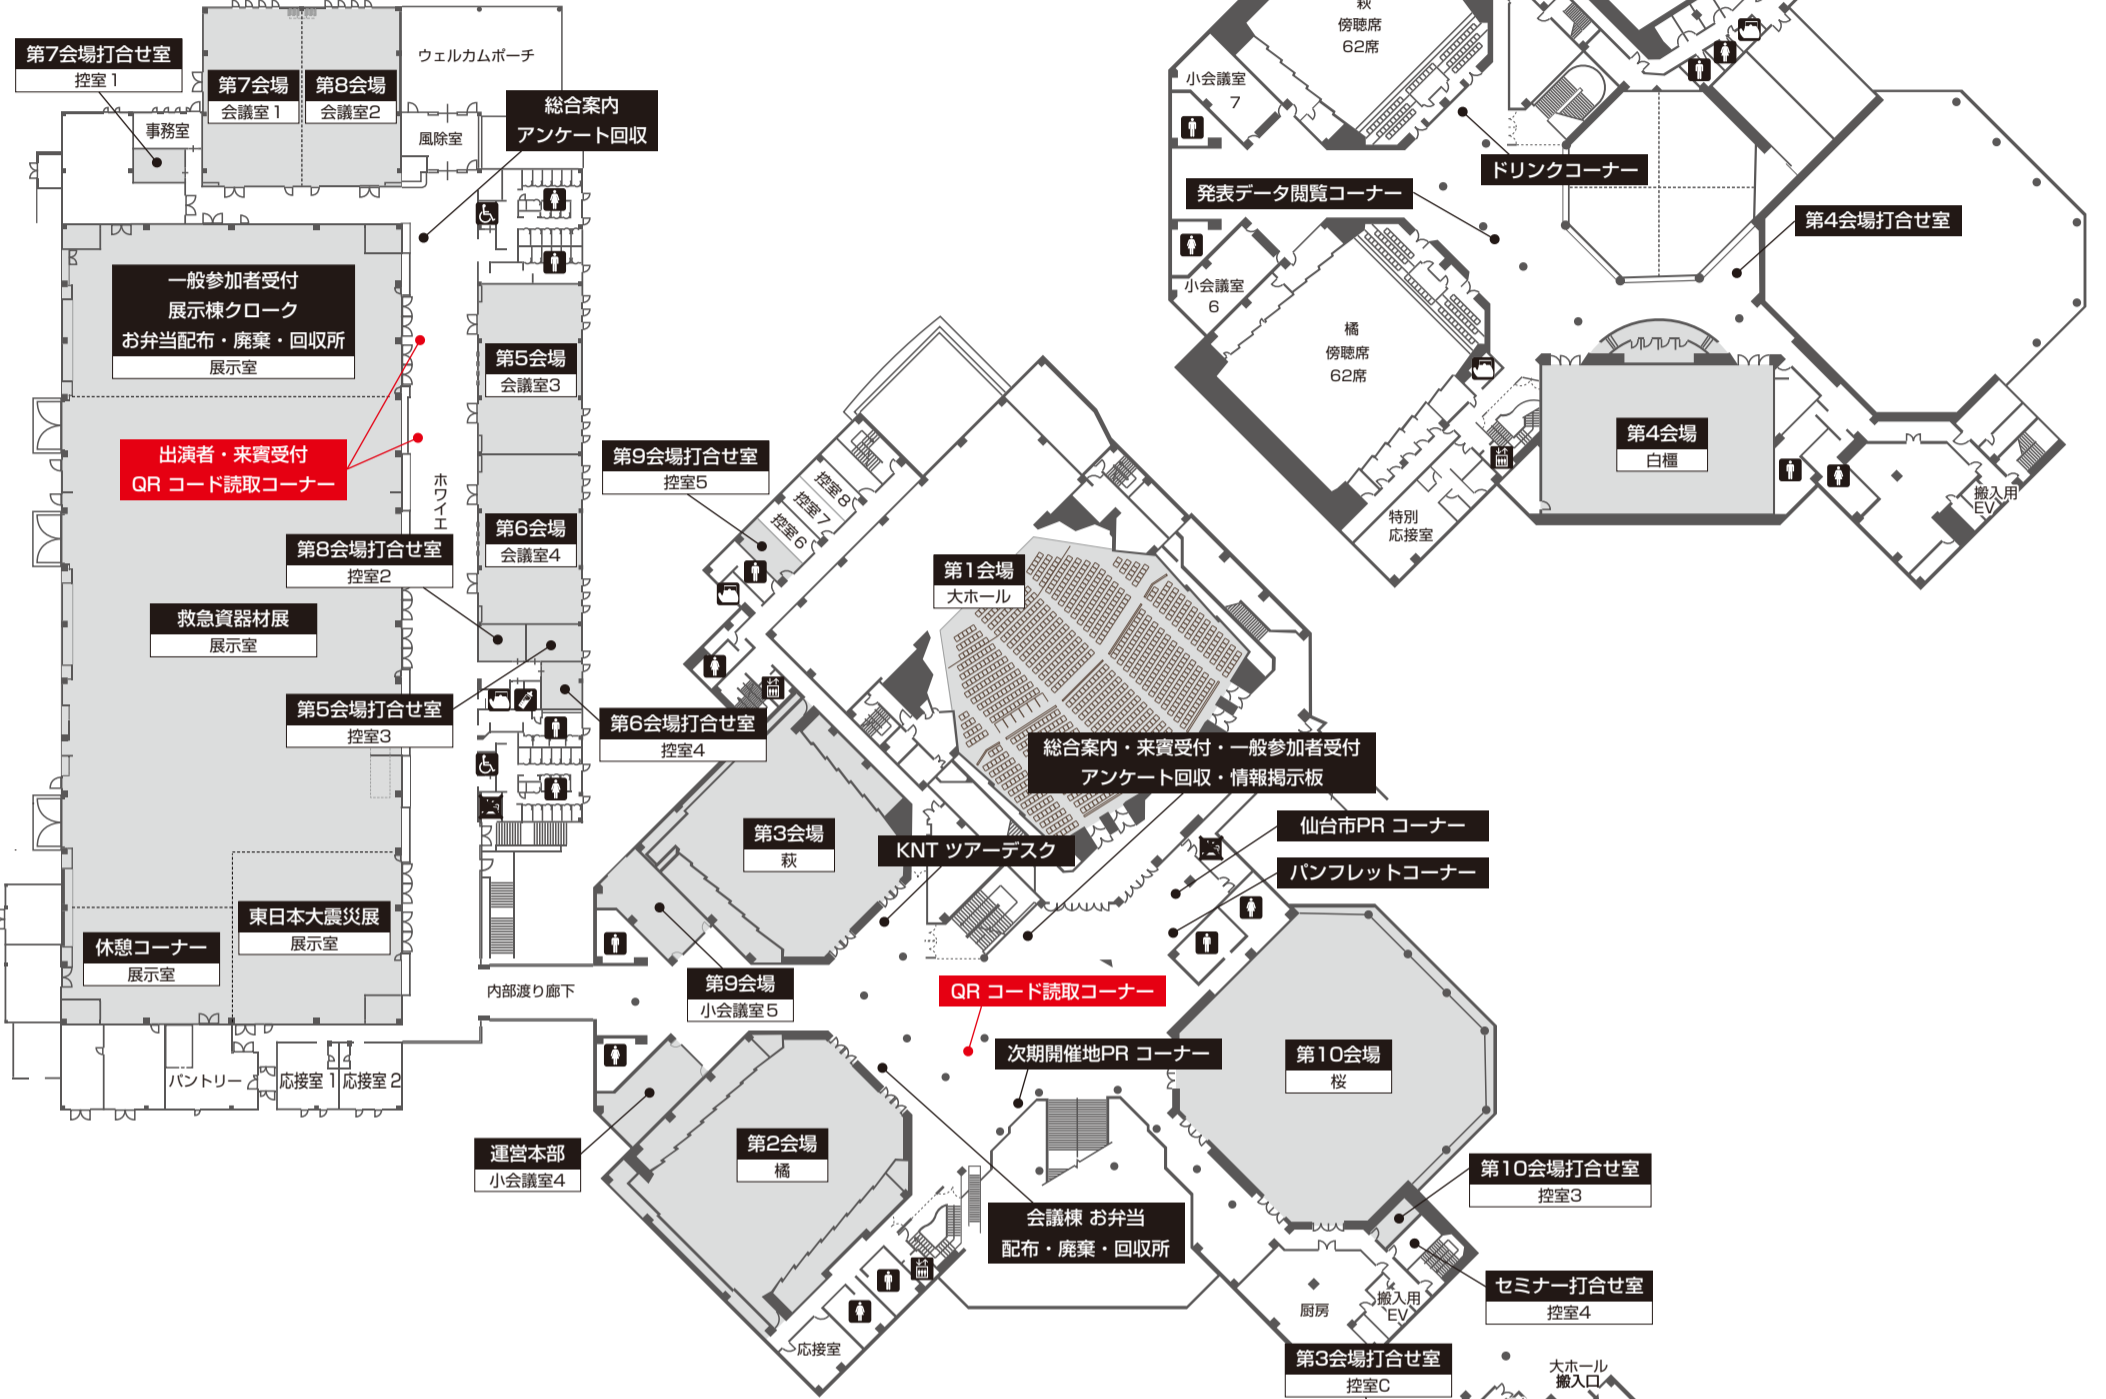 第7会場打合せ室
控室1
事務室
第7会場
会議室1
第8会場
会議室2
ウェルカムポーチ
風除室
総合案内
アンケート回収
一般参加者受付
展示棟クローク
お弁当配布・廃棄・回収所
展示室
出演者・来賓受付
QR コード読取コーナー
ホワイエ
第5会場
会議室3
第6会場
会議室4
第8会場打合せ室
控室2
救急資器材展
展示室
第5会場打合せ室
控室3
第6会場打合せ室
控室4
東日本大震災展
展示室
休憩コーナー
展示室
パントリー
応接室1
応接室2
内部渡り廊下
第9会場打合せ室
控室5
控室8
控室7
控室6
第1会場
大ホール
総合案内・来賓受付・一般参加者受付
アンケート回収・情報掲示板
仙台市PR コーナー
パンフレットコーナー
第3会場
萩
KNT ツアーデスク
第9会場
小会議室5
QR コード読取コーナー
次期開催地PR コーナー
第10会場
桜
運営本部
小会議室4
第2会場
橘
会議棟 お弁当
配布・廃棄・回収所
第10会場打合せ室
控室3
セミナー打合せ室
控室4
厨房
搬入用
EV
応接室
第3会場打合せ室
控室C
大ホール
搬入口
萩
傍聴席
62席
小会議室
7
ドリンクコーナー
発表データ閲覧コーナー
第4会場打合せ室
小会議室
6
橘
傍聴席
62席
第4会場
白橿
特別
応接室
搬入用
EV